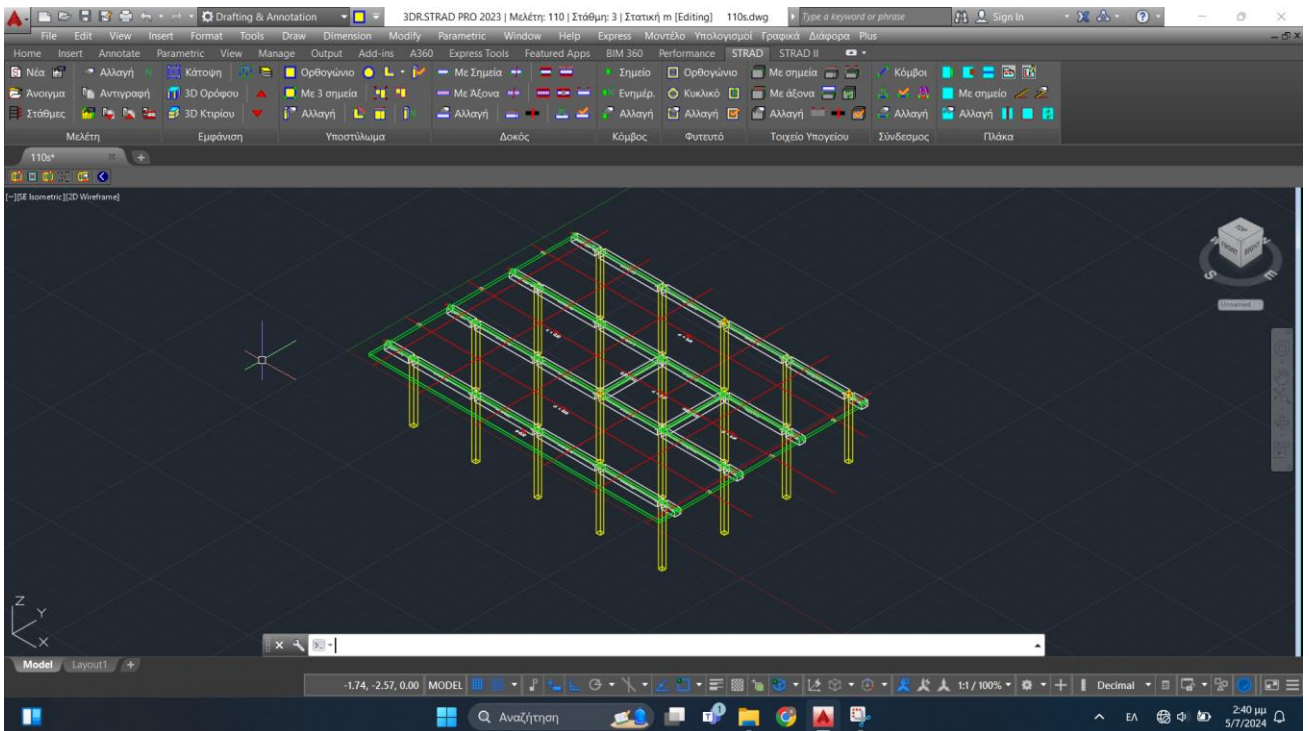 Drafting & Annotation
3DR.STRAD PRO 2023 | Μελέτη: 110 | Στάθμη: 3 | Στατική m [Editing] 110s.dwg
Type a keyword or phrase
Sign In
File Edit View Insert Format Tools Draw Dimension Modify Parametric Window Help Express Μοντέλο Υπολογισμοί Γραφικά Διάφορα Plus
Home Insert Annotate Parametric View Manage Output Add-ins A360 Express Tools Featured Apps BIM 360 Performance STRAD STRAD II
Νέα Αλλαγή Κάτοψη Ορθογώνιο Με Σημεία Σημείο Ορθογώνιο Με σημεία Κόμβοι
Άνοιγμα Αντιγραφή 3D Ορόφου Με 3 σημεία Με Άξονα Ενημέρ. Κυκλικό Με άξονα Με σημείο
Στάθμες 3D Κτιρίου Αλλαγή Αλλαγή Αλλαγή Αλλαγή Αλλαγή Αλλαγή Αλλαγή
Μελέτη Εμφάνιση Υποστύλωμα Δοκός Κόμβος Φυτευτό Τοιχείο Υπογείου Σύνδεσμος Πλάκα
110s*
[−][SE Isometric][2D Wireframe]
TOP
FRONT RIGHT
S E
Unnamed
Z
Y
X
Model Layout1
-1.74, -2.57, 0.00 MODEL 1:1 / 100% Decimal
Αναζήτηση
ΕΛ
2:40 μμ
5/7/2024